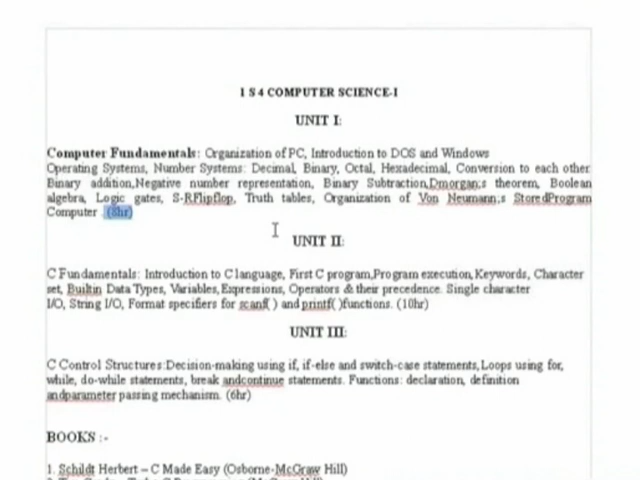 1 S 4 COMPUTER SCIENCE-I
UNIT I:
Computer Fundamentals: Organization of PC, Introduction to DOS and Windows
Operating Systems, Number Systems: Decimal, Binary, Octal, Hexadecimal, Conversion to each other
Binary addition,Negative number representation, Binary Subtraction,Dmorgan;s theorem, Boolean
algebra, Logic gates, S-RFlipflop, Truth tables, Organization of Von Neumann;s StoredProgram
Computer .(8hr)
UNIT II:
C Fundamentals: Introduction to C language, First C program,Program execution, Keywords, Character
set, Builtin Data Types, Variables, Expressions, Operators & their precedence. Single character
I/O, String I/O, Format specifiers for scanf( ) and printf( )functions. (10hr)
UNIT III:
C Control Structures:Decision-making using if, if-else and switch-case statements, Loops using for,
while, do-while statements, break andcontinue statements. Functions: declaration, definition
andparameter passing mechanism. (6hr)
BOOKS :-
1. Schildt Herbert – C Made Easy (Osborne-McGraw Hill)